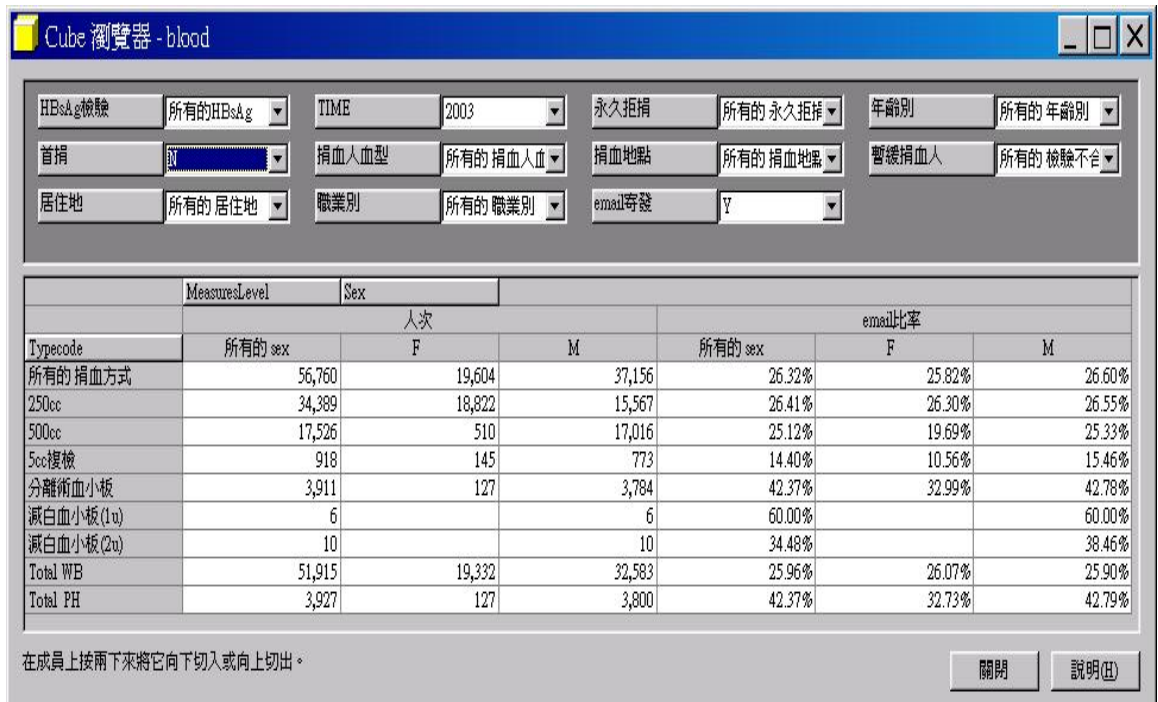 Cube 瀏覽器 - blood
HBsAg檢驗 所有的HBsAg TIME 2003 永久拒捐 所有的 永久拒捐 年齡別 所有的 年齡別
首捐 N 捐血人血型 所有的 捐血人血 捐血地點 所有的 捐血地點 暫緩捐血人 所有的 檢驗不合
居住地 所有的 居住地 職業別 所有的 職業別 email寄發 Y
MeasuresLevel Sex
人次 email比率
Typecode 所有的 sex F M 所有的 sex F M
所有的 捐血方式 56,760 19,604 37,156 26.32% 25.82% 26.60%
250cc 34,389 18,822 15,567 26.41% 26.30% 26.55%
500cc 17,526 510 17,016 25.12% 19.69% 25.33%
5cc複檢 918 145 773 14.40% 10.56% 15.46%
分離術血小板 3,911 127 3,784 42.37% 32.99% 42.78%
減白血小板(1u) 6 6 60.00% 60.00%
減白血小板(2u) 10 10 34.48% 38.46%
Total WB 51,915 19,332 32,583 25.96% 26.07% 25.90%
Total PH 3,927 127 3,800 42.37% 32.73% 42.79%
在成員上按兩下來將它向下切入或向上切出。
關閉 說明(H)